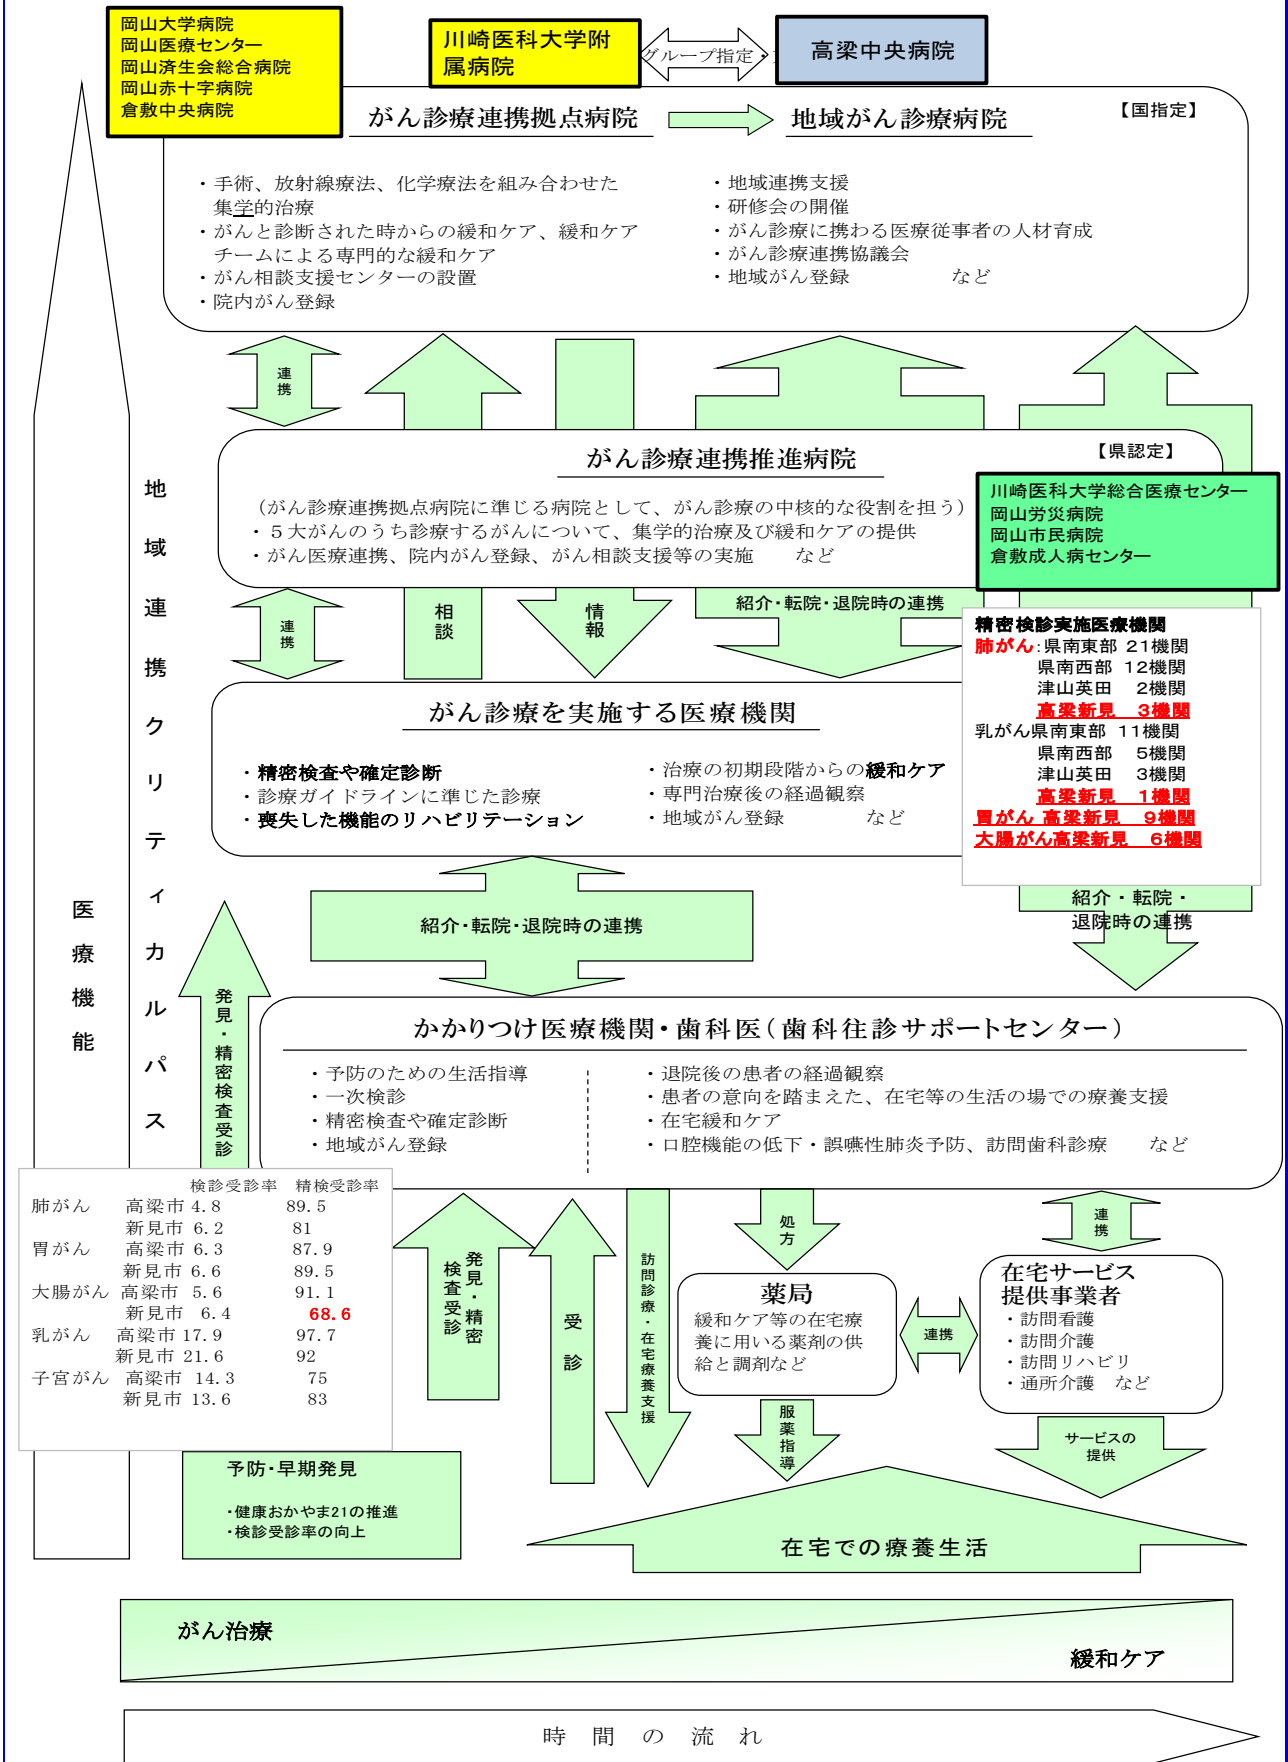 岡山大学病院
岡山医療センター
岡山済生会総合病院
岡山赤十字病院
倉敷中央病院
川崎医科大学附
属病院
グループ指定・
高梁中央病院
がん診療連携拠点病院
地域がん診療病院
【国指定】
・手術、放射線療法、化学療法を組み合わせた
集学的治療
・がんと診断された時からの緩和ケア、緩和ケア
チームによる専門的な緩和ケア
・がん相談支援センターの設置
・院内がん登録
・地域連携支援
・研修会の開催
・がん診療に携わる医療従事者の人材育成
・がん診療連携協議会
・地域がん登録 など
連携
がん診療連携推進病院
【県認定】
(がん診療連携拠点病院に準じる病院として、がん診療の中核的な役割を担う)
・５大がんのうち診療するがんについて、集学的治療及び緩和ケアの提供
・がん医療連携、院内がん登録、がん相談支援等の実施 など
川崎医科大学総合医療センター
岡山労災病院
岡山市民病院
倉敷成人病センター
連携
相談
情報
紹介・転院・退院時の連携
精密検診実施医療機関
肺がん:県南東部 21機関
県南西部 12機関
津山英田 2機関
高梁新見 3機関
乳がん県南東部 11機関
県南西部 5機関
津山英田 3機関
高梁新見 1機関
胃がん 高梁新見 9機関
大腸がん高梁新見 6機関
がん診療を実施する医療機関
・精密検査や確定診断
・診療ガイドラインに準じた診療
・喪失した機能のリハビリテーション
・治療の初期段階からの緩和ケア
・専門治療後の経過観察
・地域がん登録 など
紹介・転院・退院時の連携
紹介・転院・
退院時の連携
医療機能
地域連携クリティカルパス
発見・精密検査受診
かかりつけ医療機関・歯科医(歯科往診サポートセンター)
・予防のための生活指導
・一次検診
・精密検査や確定診断
・地域がん登録
・退院後の患者の経過観察
・患者の意向を踏まえた、在宅等の生活の場での療養支援
・在宅緩和ケア
・口腔機能の低下・誤嚥性肺炎予防、訪問歯科診療 など
検診受診率 精検受診率
肺がん 高梁市 4.8 89.5
新見市 6.2 81
胃がん 高梁市 6.3 87.9
新見市 6.6 89.5
大腸がん 高梁市 5.6 91.1
新見市 6.4 68.6
乳がん 高梁市 17.9 97.7
新見市 21.6 92
子宮がん 高梁市 14.3 75
新見市 13.6 83
発見・精密
検査受診
受診
訪問診療・在宅療養支援
処方
連携
薬局
緩和ケア等の在宅療
養に用いる薬剤の供
給と調剤など
連携
在宅サービス
提供事業者
・訪問看護
・訪問介護
・訪問リハビリ
・通所介護 など
服薬指導
サービスの
提供
予防・早期発見
・健康おかやま21の推進
・検診受診率の向上
在宅での療養生活
がん治療
緩和ケア
時間の流れ